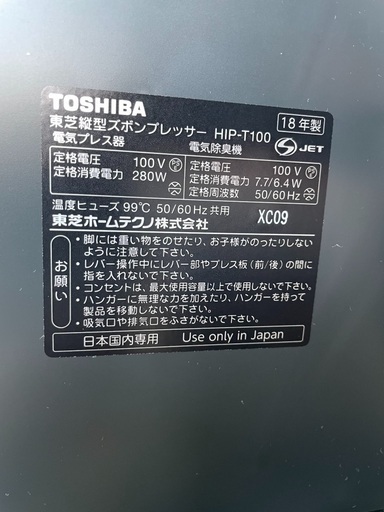 TOSHIBA
18年製
東芝縦型ズボンプレッサー HIP-T100
電気プレス器 電気除臭機 S JET
定格電圧 100V 定格電圧 100V
定格消費電力 280W 定格消費電力 7.7/6.4W
定格周波数 50/60Hz
温度ヒューズ 99℃ 50/60Hz 共用 XC09
東芝ホームテクノ株式会社
お願い
•脚には重い物をのせたり、お子様がのったりしないように注意して下さい。
•レバー操作中にレバー部やプレス板(前/後)の間に指を入れないで下さい。
•コンセントは、最大使用容量以上で使用しないで下さい。
•ハンガーに無理な力を加えたり、ハンガーを持って製品を移動しないで下さい。
•吸気口や排気口をふさがないで下さい。
日本国内専用 Use only in Japan